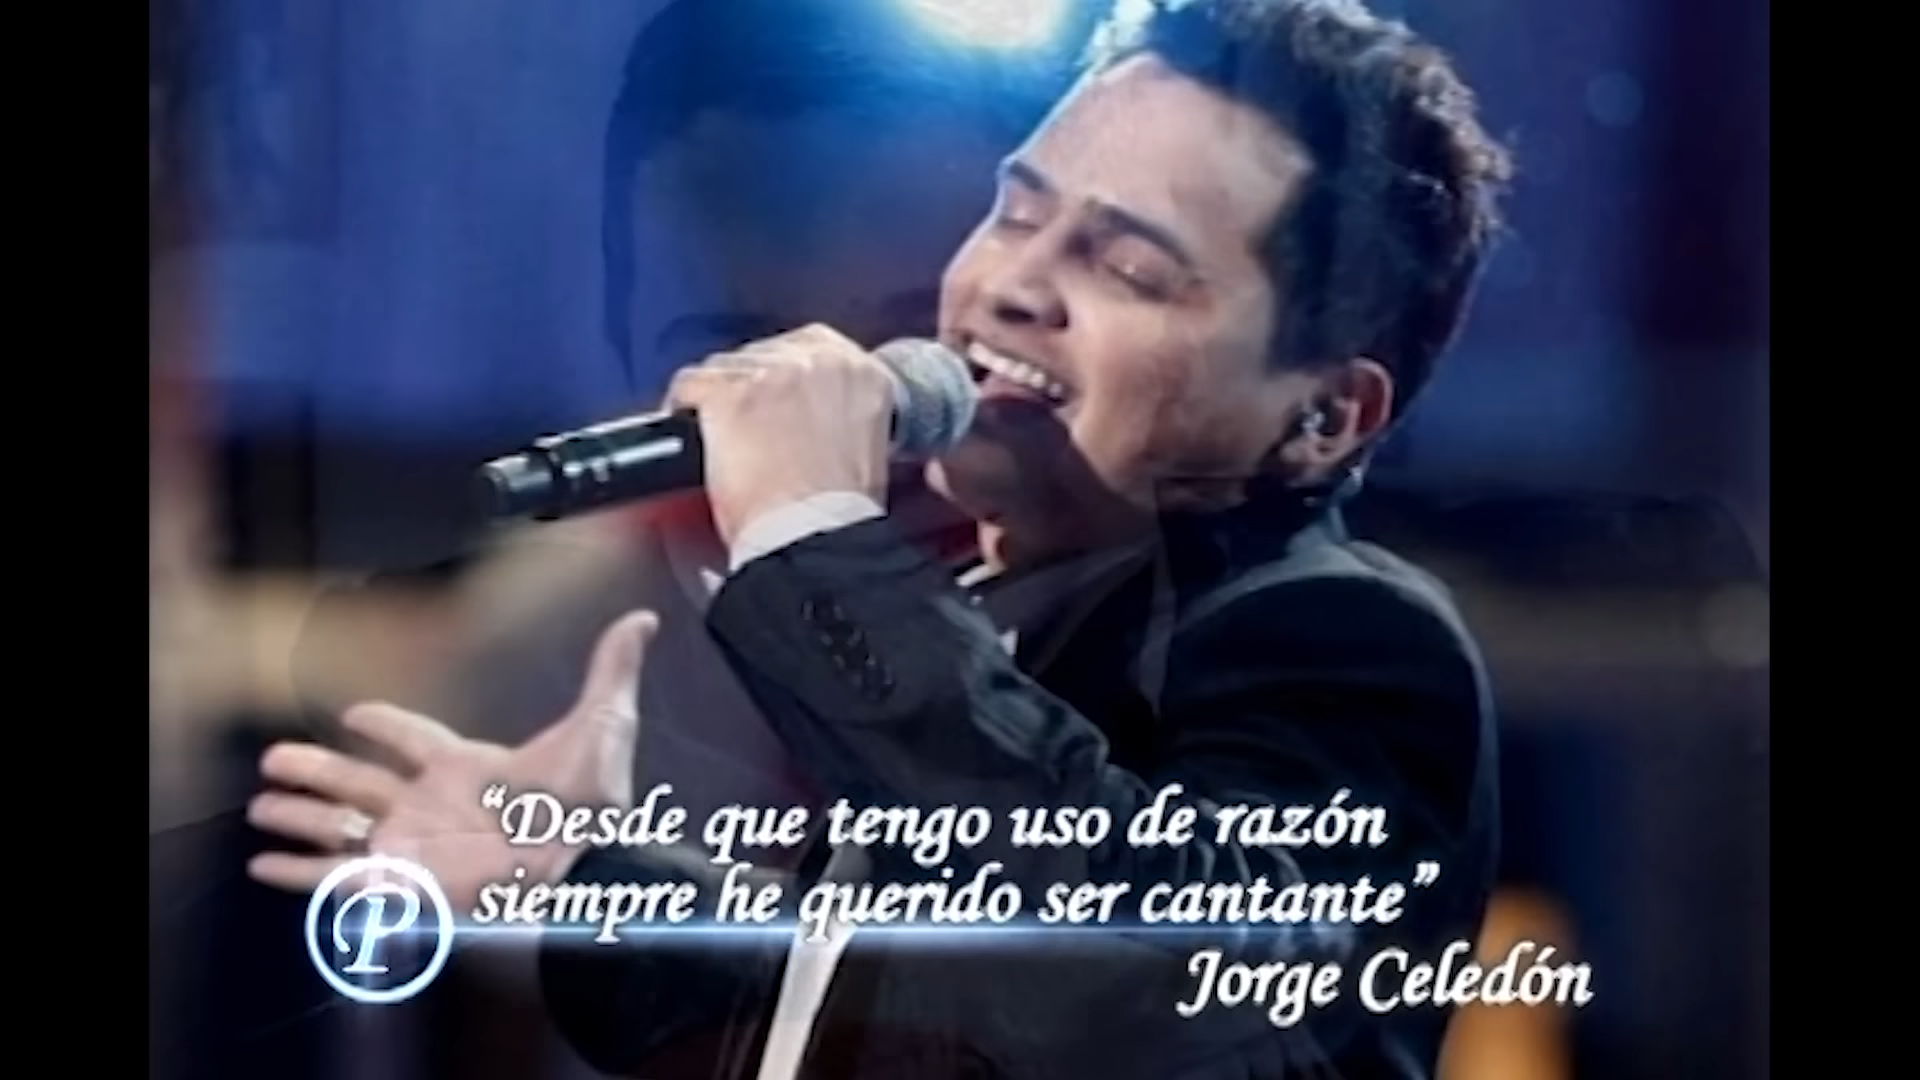 “Desde que tengo uso de razón
siempre he querido ser cantante”
P
Jorge Celedón